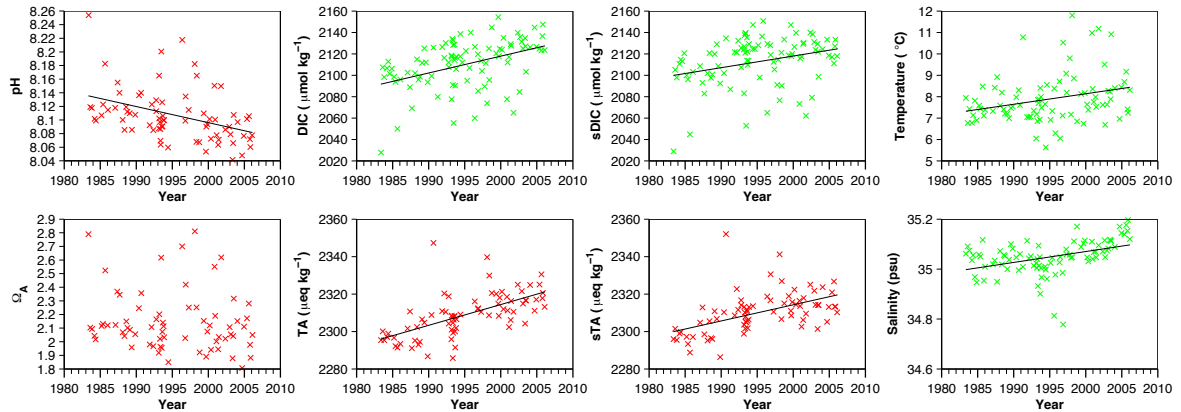 pH
8.26
8.24
8.22
8.2
8.18
8.16
8.14
8.12
8.1
8.08
8.06
8.04
1980 1985 1990 1995 2000 2005 2010
Year
DIC ( μmol kg⁻¹)
2160
2140
2120
2100
2080
2060
2040
2020
1980 1985 1990 1995 2000 2005 2010
Year
sDIC ( μmol kg⁻¹)
2160
2140
2120
2100
2080
2060
2040
2020
1980 1985 1990 1995 2000 2005 2010
Year
Temperature ( °C)
12
11
10
9
8
7
6
5
1980 1985 1990 1995 2000 2005 2010
Year
Ω_A
2.9
2.8
2.7
2.6
2.5
2.4
2.3
2.2
2.1
2
1.9
1.8
1980 1985 1990 1995 2000 2005 2010
Year
TA (μeq kg⁻¹)
2360
2340
2320
2300
2280
1980 1985 1990 1995 2000 2005 2010
Year
sTA (μeq kg⁻¹)
2360
2340
2320
2300
2280
1980 1985 1990 1995 2000 2005 2010
Year
Salinity (psu)
35.2
35
34.8
34.6
1980 1985 1990 1995 2000 2005 2010
Year